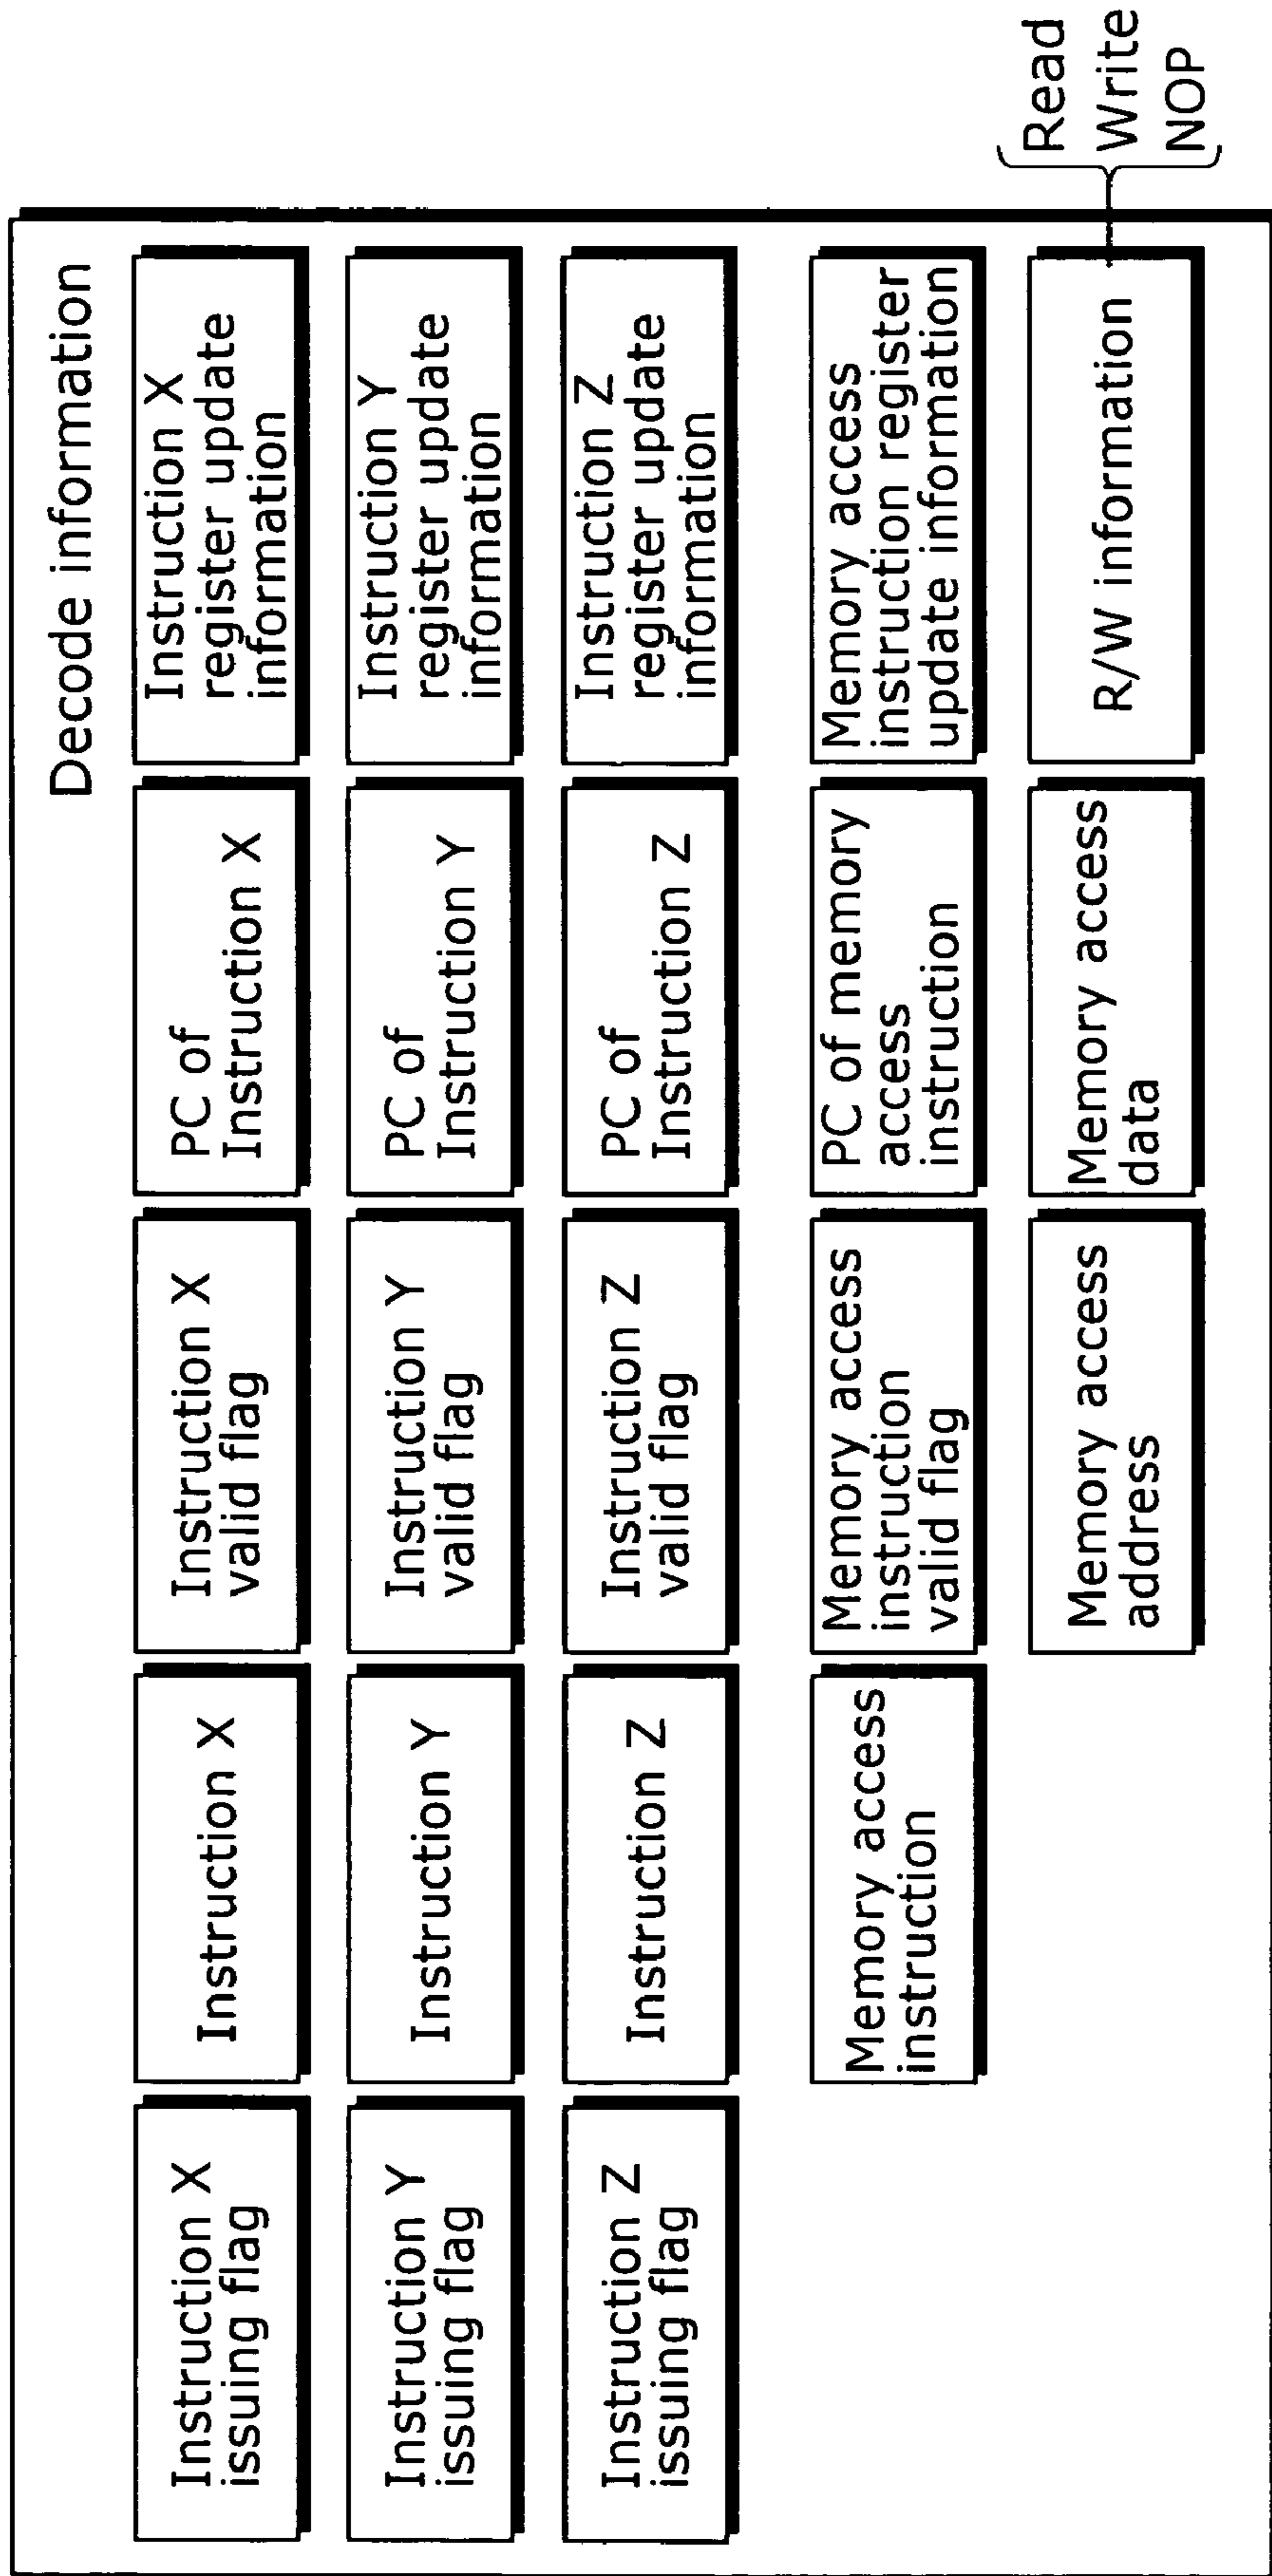 Decode information
Instruction X
issuing flag
Instruction X
Instruction X
valid flag
PC of
Instruction X
Instruction X
register update
information
Instruction Y
issuing flag
Instruction Y
Instruction Y
valid flag
PC of
Instruction Y
Instruction Y
register update
information
Instruction Z
issuing flag
Instruction Z
Instruction Z
valid flag
PC of
Instruction Z
Instruction Z
register update
information
Memory access
instruction
Memory access
instruction
valid flag
PC of memory
access
instruction
Memory access
instruction register
update information
Memory access
address
Memory access
data
R/W information
Read
Write
NOP